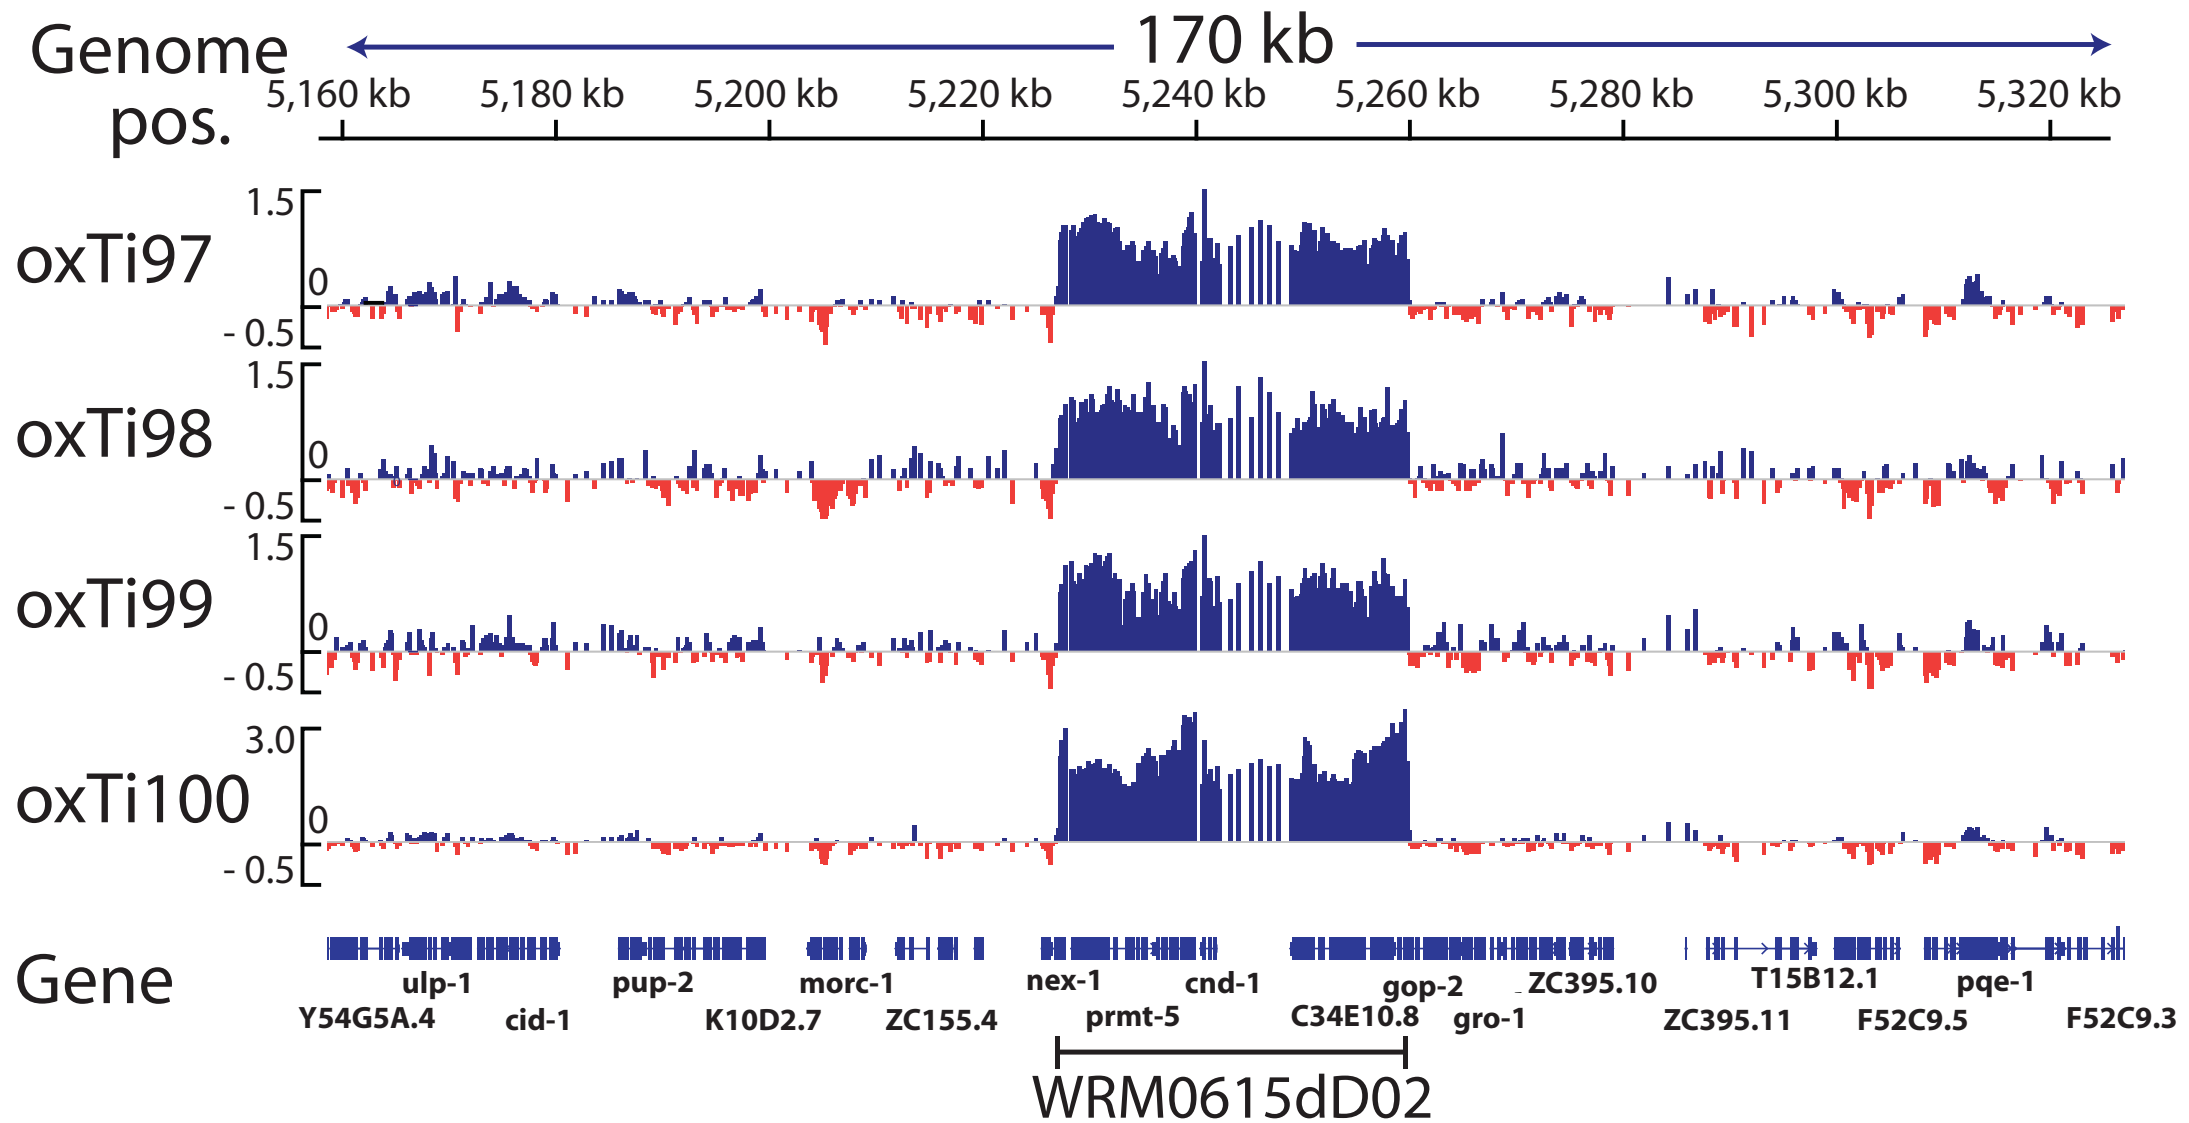 Genome pos.
170 kb
5,160 kb 5,180 kb 5,200 kb 5,220 kb 5,240 kb 5,260 kb 5,280 kb 5,300 kb 5,320 kb
oxTi97
1.5
0
- 0.5
oxTi98
1.5
0
- 0.5
oxTi99
1.5
0
- 0.5
oxTi100
3.0
0
- 0.5
Gene
ulp-1 pup-2 morc-1 nex-1 cnd-1 gop-2 ZC395.10 T15B12.1 pqe-1
Y54G5A.4 cid-1 K10D2.7 ZC155.4 prmt-5 C34E10.8 gro-1 ZC395.11 F52C9.5 F52C9.3
WRM0615dD02